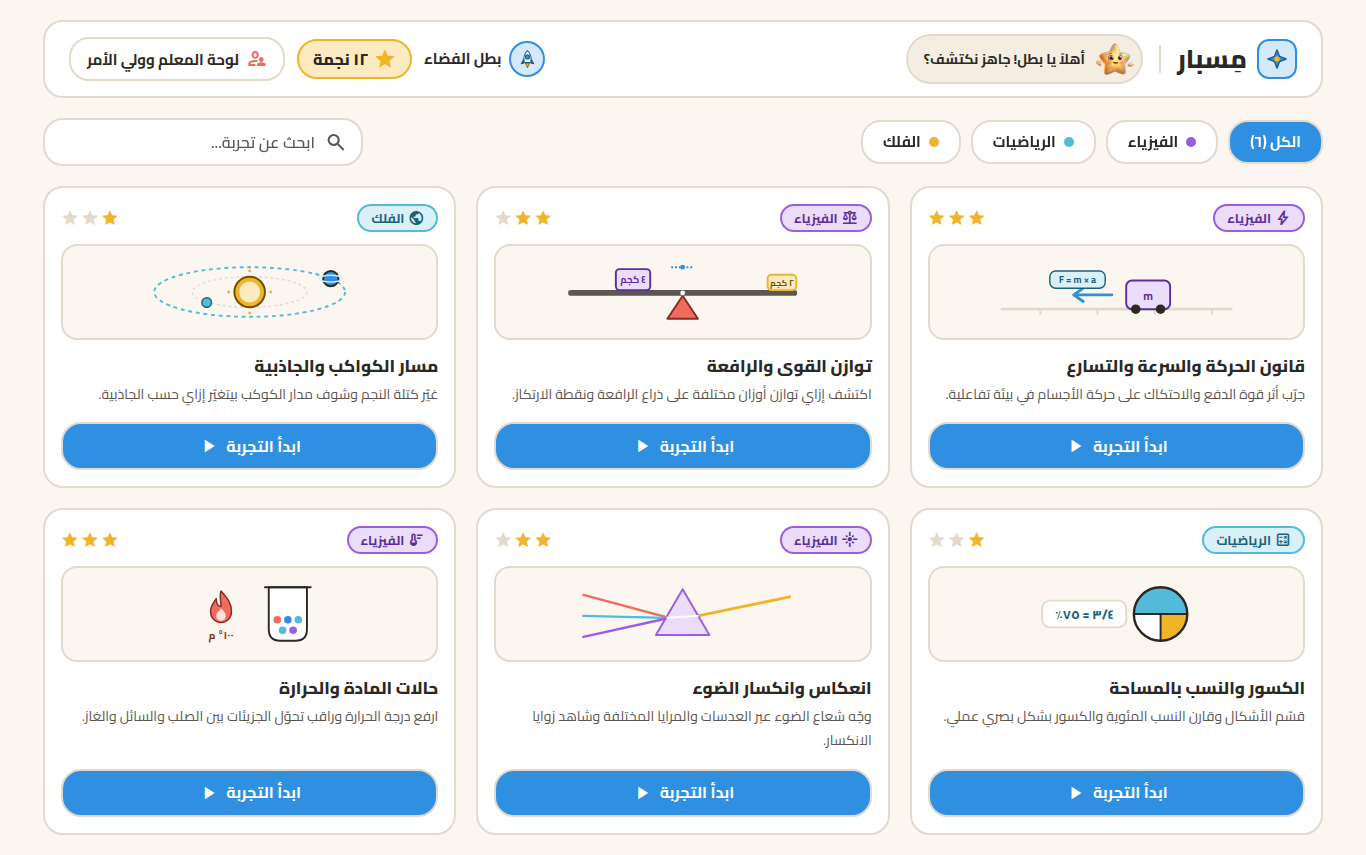 مِسبار
أهلاً يا بطل! جاهز نكتشف؟
بطل الفضاء
١٢ نجمة
لوحة المعلم وولي الأمر
الكل (٦)
الفيزياء
الرياضيات
الفلك
ابحث عن تجربة...
الفيزياء
F = m × a
m
قانون الحركة والسرعة والتسارع
جرّب أثر قوة الدفع والاحتكاك على حركة الأجسام في بيئة تفاعلية.
ابدأ التجربة
الفيزياء
٤ كجم
٢ كجم
توازن القوى والرافعة
اكتشف إزاي توازن أوزان مختلفة على ذراع الرافعة ونقطة الارتكاز.
ابدأ التجربة
الفلك
مسار الكواكب والجاذبية
غيّر كتلة النجم وشوف مدار الكوكب بيتغيّر إزاي حسب الجاذبية.
ابدأ التجربة
الرياضيات
٣/٤ = ٧٥٪
الكسور والنسب بالمساحة
قسّم الأشكال وقارن النسب المئوية والكسور بشكل بصري عملي.
ابدأ التجربة
الفيزياء
انعكاس وانكسار الضوء
وجّه شعاع الضوء عبر العدسات والمرايا المختلفة وشاهد زوايا
الانكسار.
ابدأ التجربة
الفيزياء
١٠٠° م
حالات المادة والحرارة
ارفع درجة الحرارة وراقب تحوّل الجزيئات بين الصلب والسائل والغاز.
ابدأ التجربة